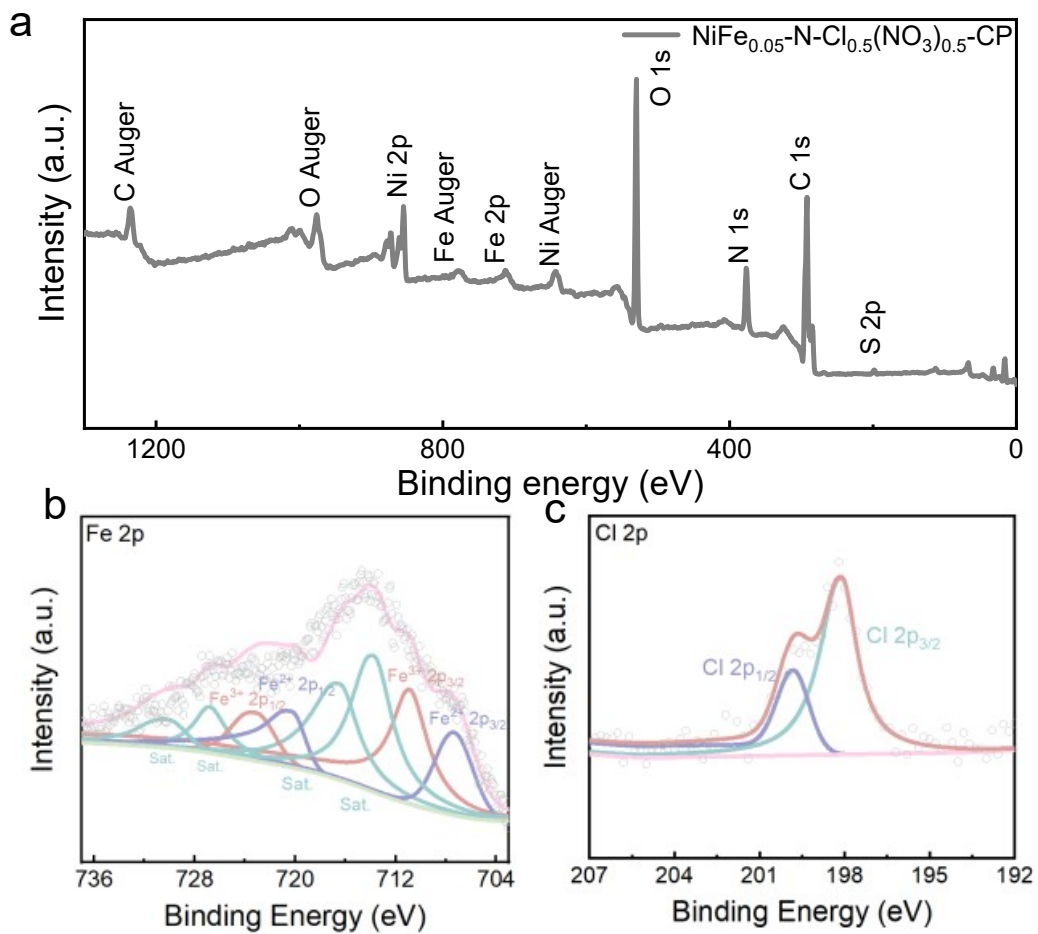 a
NiFe₀.₀₅-N-Cl₀.₅(NO₃)₀.₅-CP
C Auger
O Auger
Ni 2p
Fe Auger
Fe 2p
Ni Auger
O 1s
N 1s
C 1s
S 2p
Intensity (a.u.)
1200
800
400
0
Binding energy (eV)
b
Fe 2p
Fe³⁺ 2p₁/₂
Fe²⁺ 2p₁/₂
Fe³⁺ 2p₃/₂
Fe²⁺ 2p₃/₂
Sat.
Sat.
Sat.
Sat.
Intensity (a.u.)
736
728
720
712
704
Binding Energy (eV)
c
Cl 2p
Cl 2p₁/₂
Cl 2p₃/₂
Intensity (a.u.)
207
204
201
198
195
192
Binding Energy (eV)